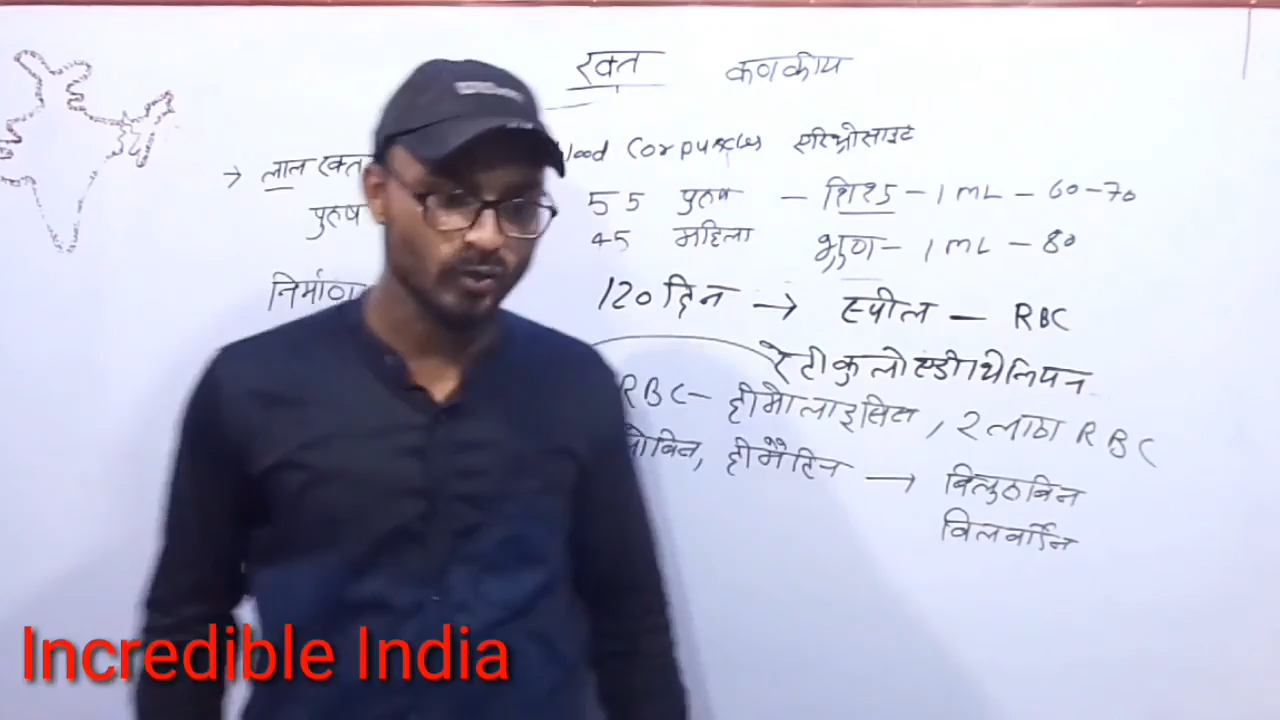 रक्त कणकीय
→ लाल रक्त lood Corpuscles एरिथ्रोसाइट
पुरुष 55 पुरुष – शिशु – 1 ML – 60-70
45 महिला भ्रूण – 1 ML – 80
निर्माण 120 दिन → स्पीन – RBC
रेटीकुलोएंडोथेलियन
RBC – हीमोलाइसिस, 2 लाख RBC
ोबिन, हीमैटिन → बिलुरुबिन
बिलवर्डिन
Incredible India